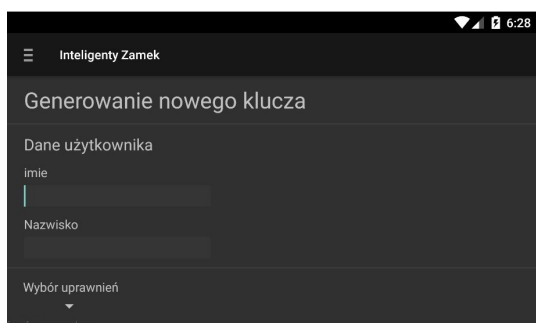 6:28
Inteligenty Zamek
Generowanie nowego klucza
Dane użytkownika
imie
Nazwisko
Wybór uprawnień